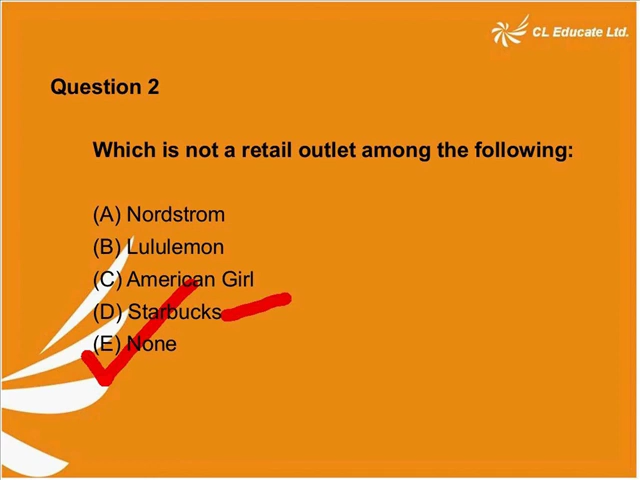 CL Educate Ltd.
Question 2
Which is not a retail outlet among the following:
(A) Nordstrom
(B) Lululemon
(C) American Girl
(D) Starbucks
(E) None